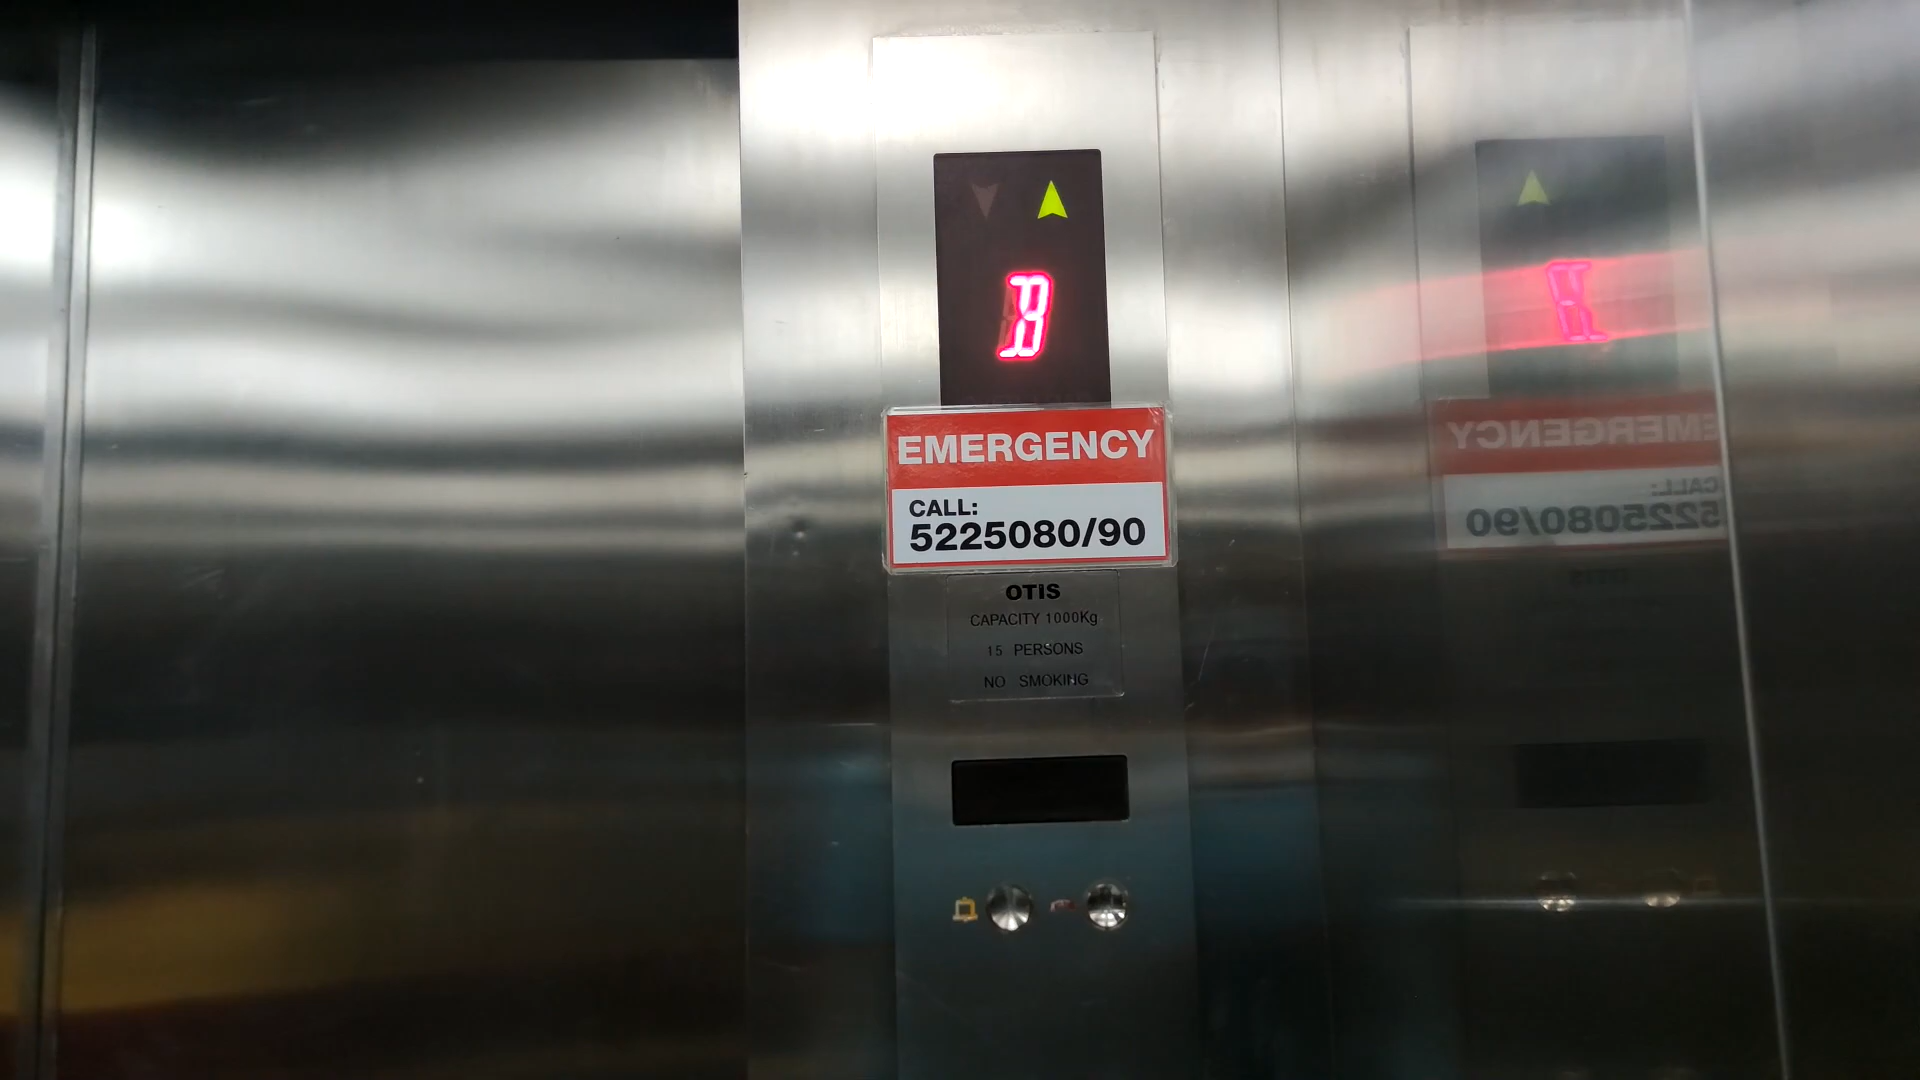 B
EMERGENCY
CALL:
5225080/90
OTIS
CAPACITY 1000Kg
15 PERSONS
NO SMOKING